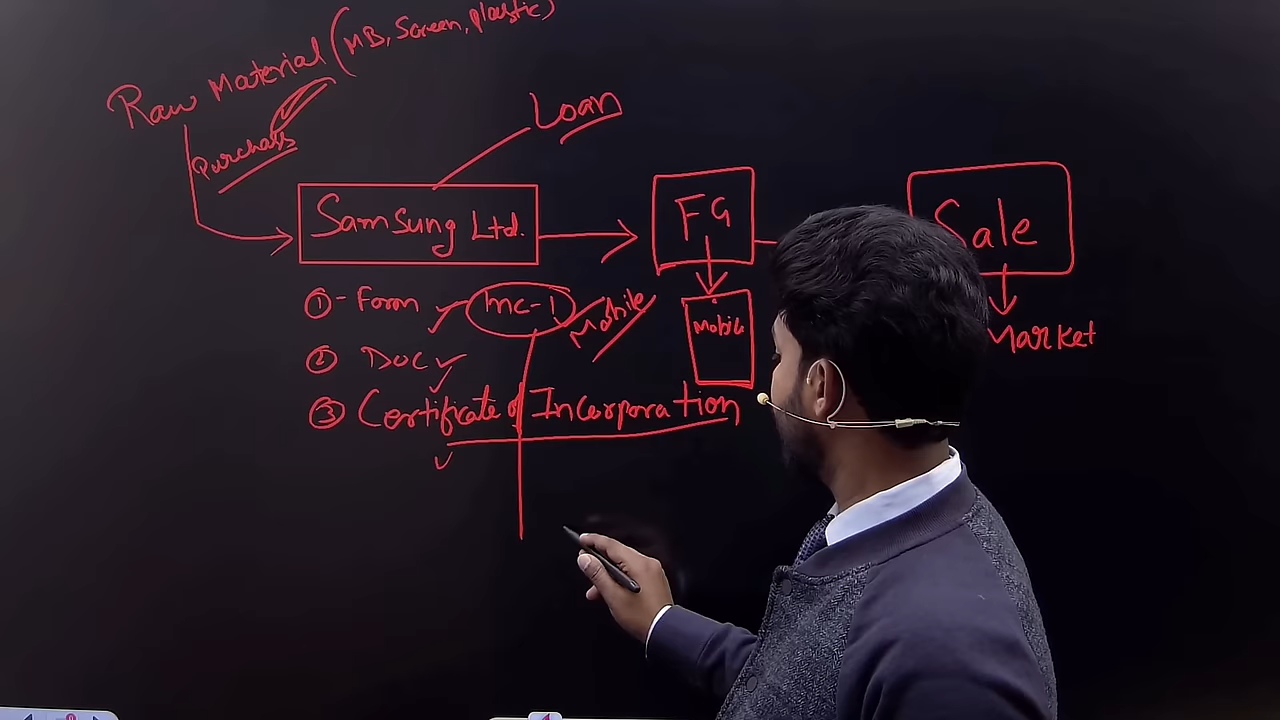 Raw Material (MB, Screen, plastic)
Purchase
Loan
Samsung Ltd.
FG
Sale
① - Form ✓ Inc-1 Mobile
Mobile
Market
② DOC ✓
③ Certificate of Incorporation